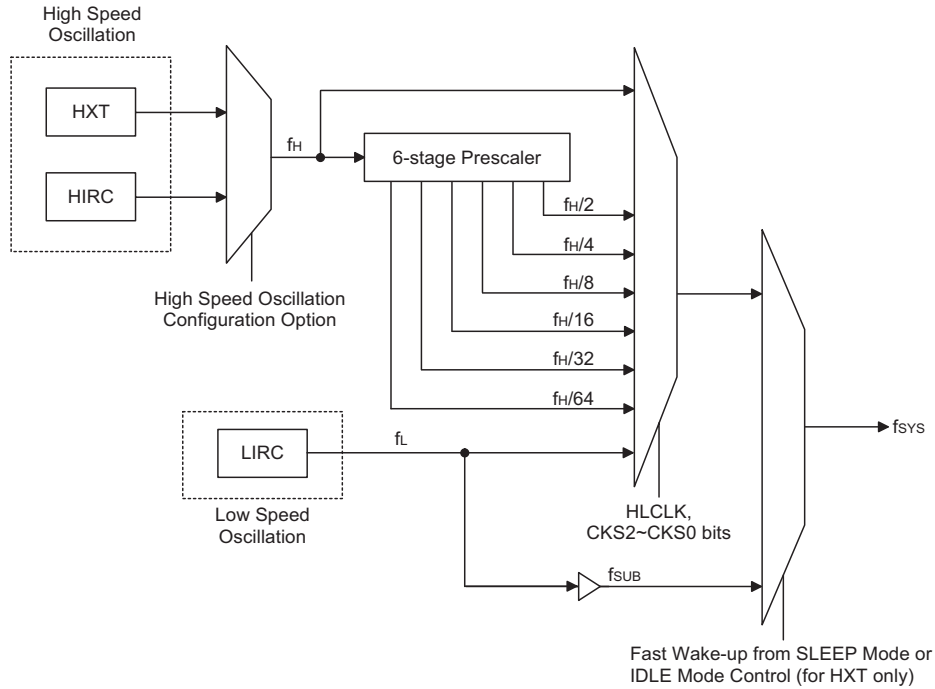 High Speed
Oscillation
HXT
HIRC
fH
6-stage Prescaler
fH/2
fH/4
fH/8
fH/16
fH/32
fH/64
High Speed Oscillation
Configuration Option
LIRC
fL
Low Speed
Oscillation
HLCLK,
CKS2~CKS0 bits
fSUB
fSYS
Fast Wake-up from SLEEP Mode or
IDLE Mode Control (for HXT only)